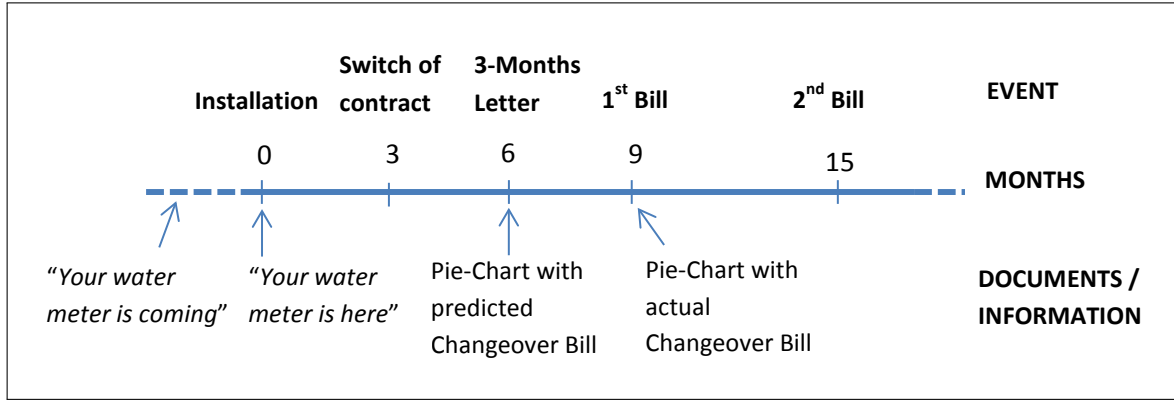 Switch of 3-Months
Installation contract Letter 1st Bill 2nd Bill EVENT
0 3 6 9 15
MONTHS
“Your water “Your water Pie-Chart with Pie-Chart with DOCUMENTS /
meter is coming” meter is here” predicted actual INFORMATION
Changeover Bill Changeover Bill